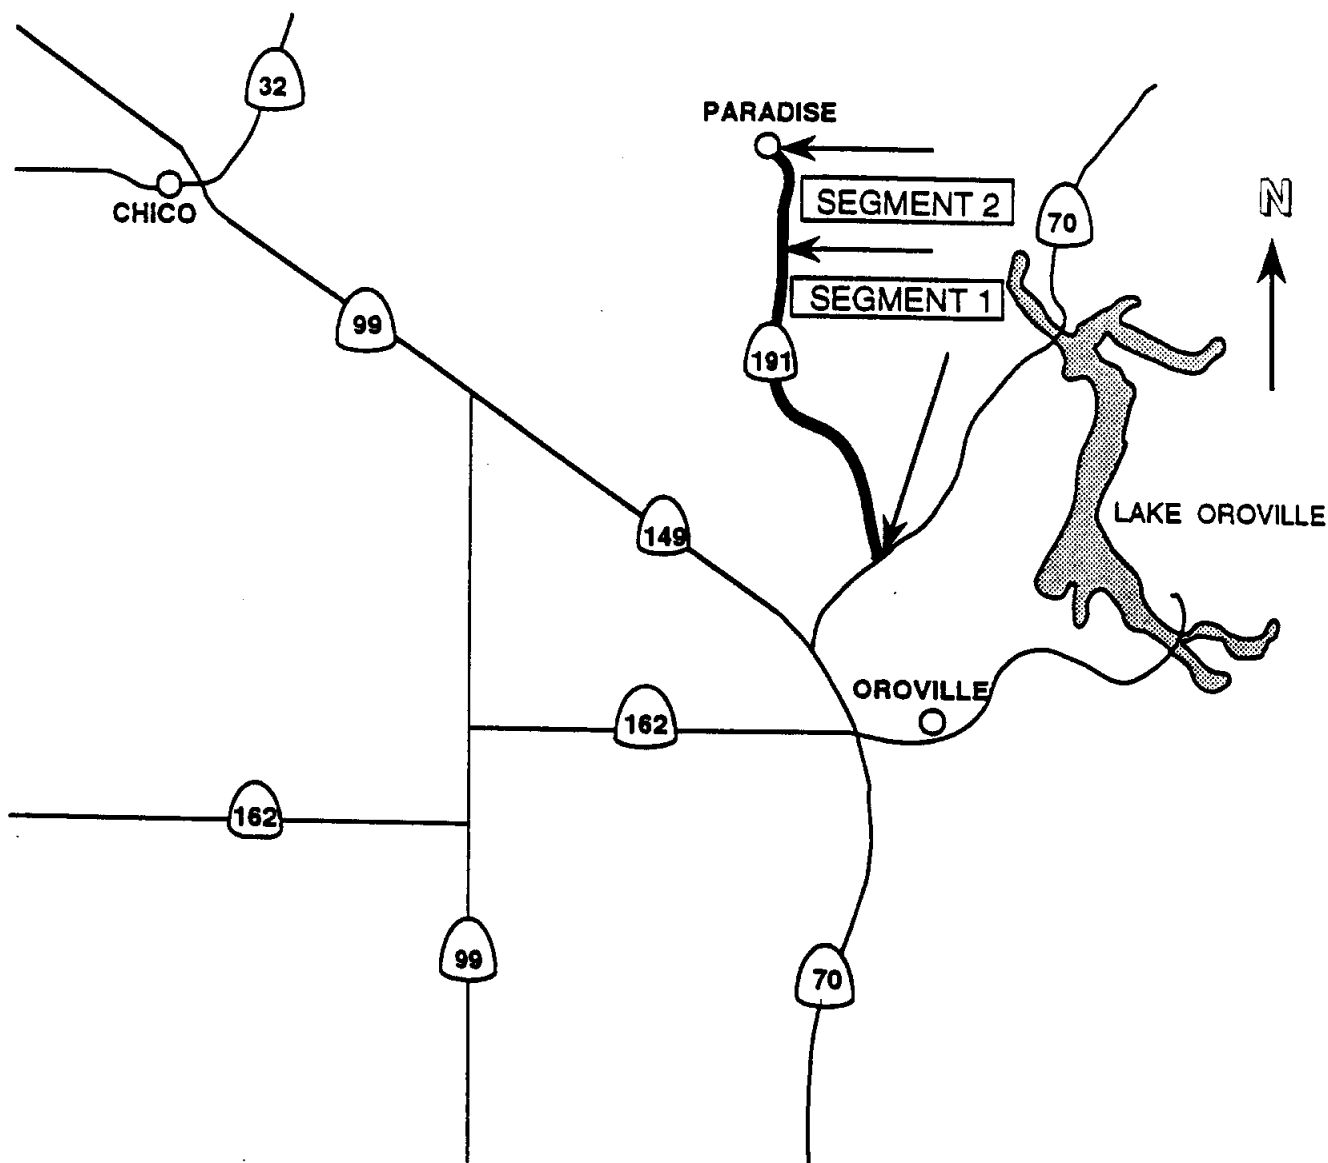 32
PARADISE
SEGMENT 2
N
70
CHICO
SEGMENT 1
99
191
149
LAKE OROVILLE
OROVILLE
162
162
99
70